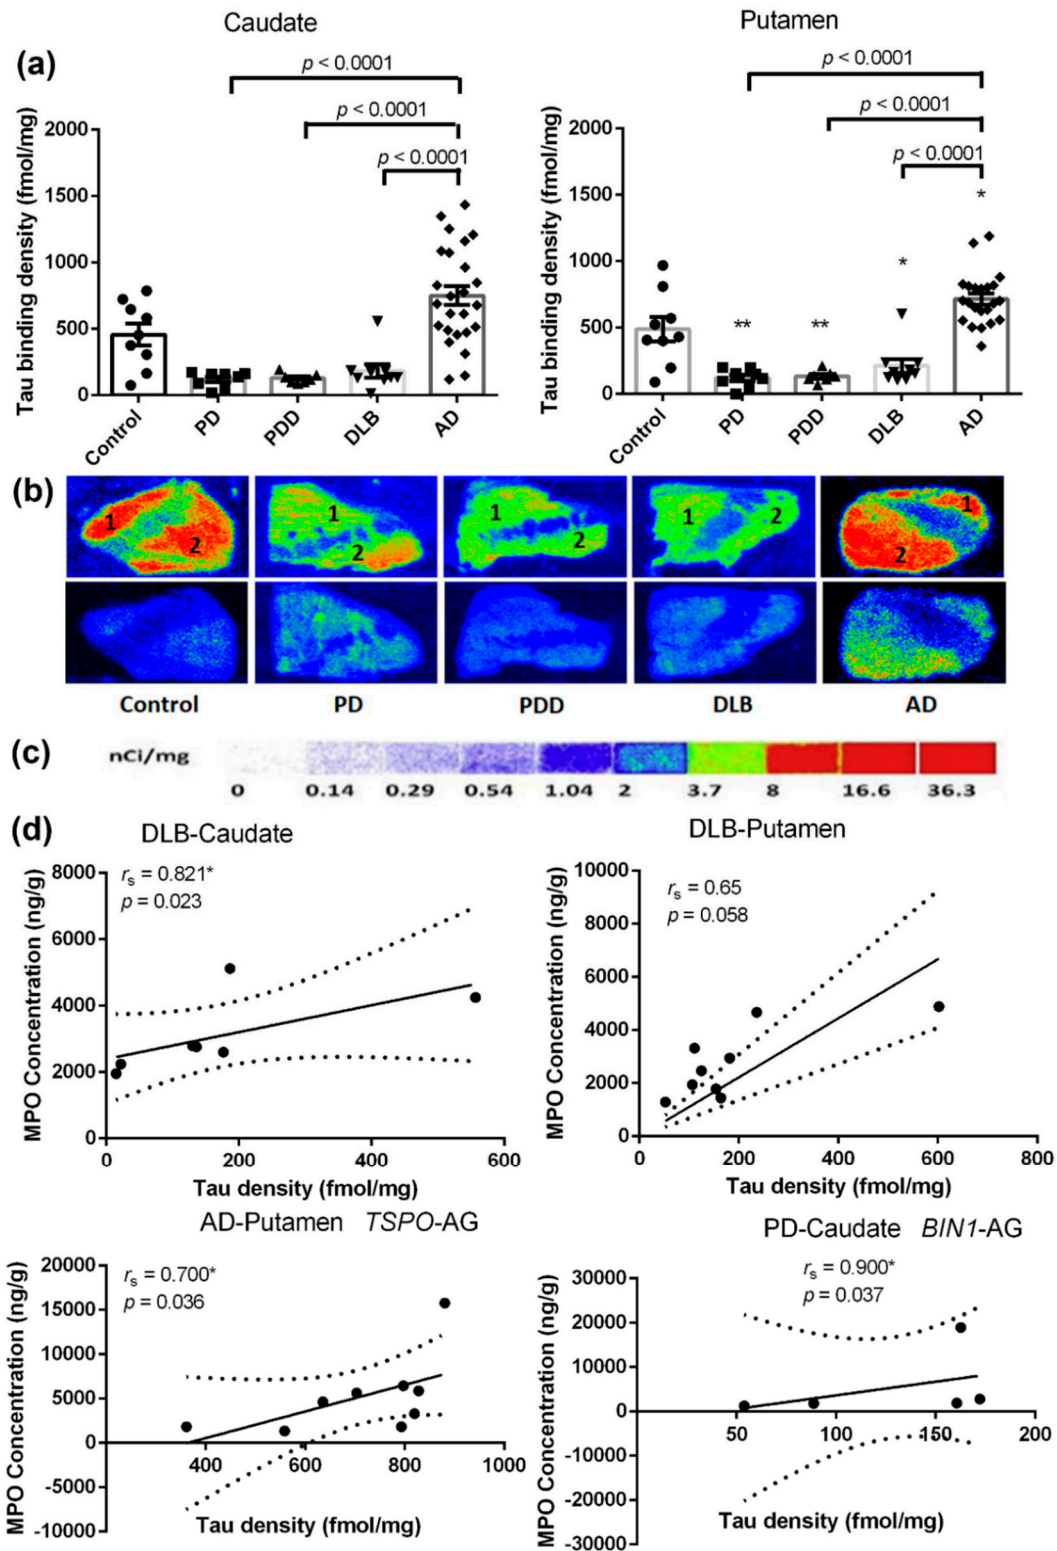 Caudate
Putamen
(a)
p < 0.0001
p < 0.0001
p < 0.0001
Tau binding density (fmol/mg)
2000
1500
1000
500
0
Control
PD
PDD
DLB
AD
p < 0.0001
p < 0.0001
p < 0.0001
*
*
**
**
Tau binding density (fmol/mg)
2000
1500
1000
500
0
Control
PD
PDD
DLB
AD
(b)
1
2
1
2
1
2
1
2
1
2
Control
PD
PDD
DLB
AD
(c)
nCi/mg
0 0.14 0.29 0.54 1.04 2 3.7 8 16.6 36.3
(d)
DLB-Caudate
rs = 0.821*
p = 0.023
MPO Concentration (ng/g)
8000
6000
4000
2000
0
0 200 400 600
Tau density (fmol/mg)
DLB-Putamen
rs = 0.65
p = 0.058
MPO Concentration (ng/g)
10000
8000
6000
4000
2000
0
0 200 400 600 800
Tau density (fmol/mg)
AD-Putamen TSPO-AG
rs = 0.700*
p = 0.036
MPO Concentration (ng/g)
20000
15000
10000
5000
0
-5000
-10000
400 600 800 1000
Tau density (fmol/mg)
PD-Caudate BIN1-AG
rs = 0.900*
p = 0.037
MPO Concentration (ng/g)
30000
20000
10000
0
-10000
-20000
-30000
50 100 150 200
Tau density (fmol/mg)